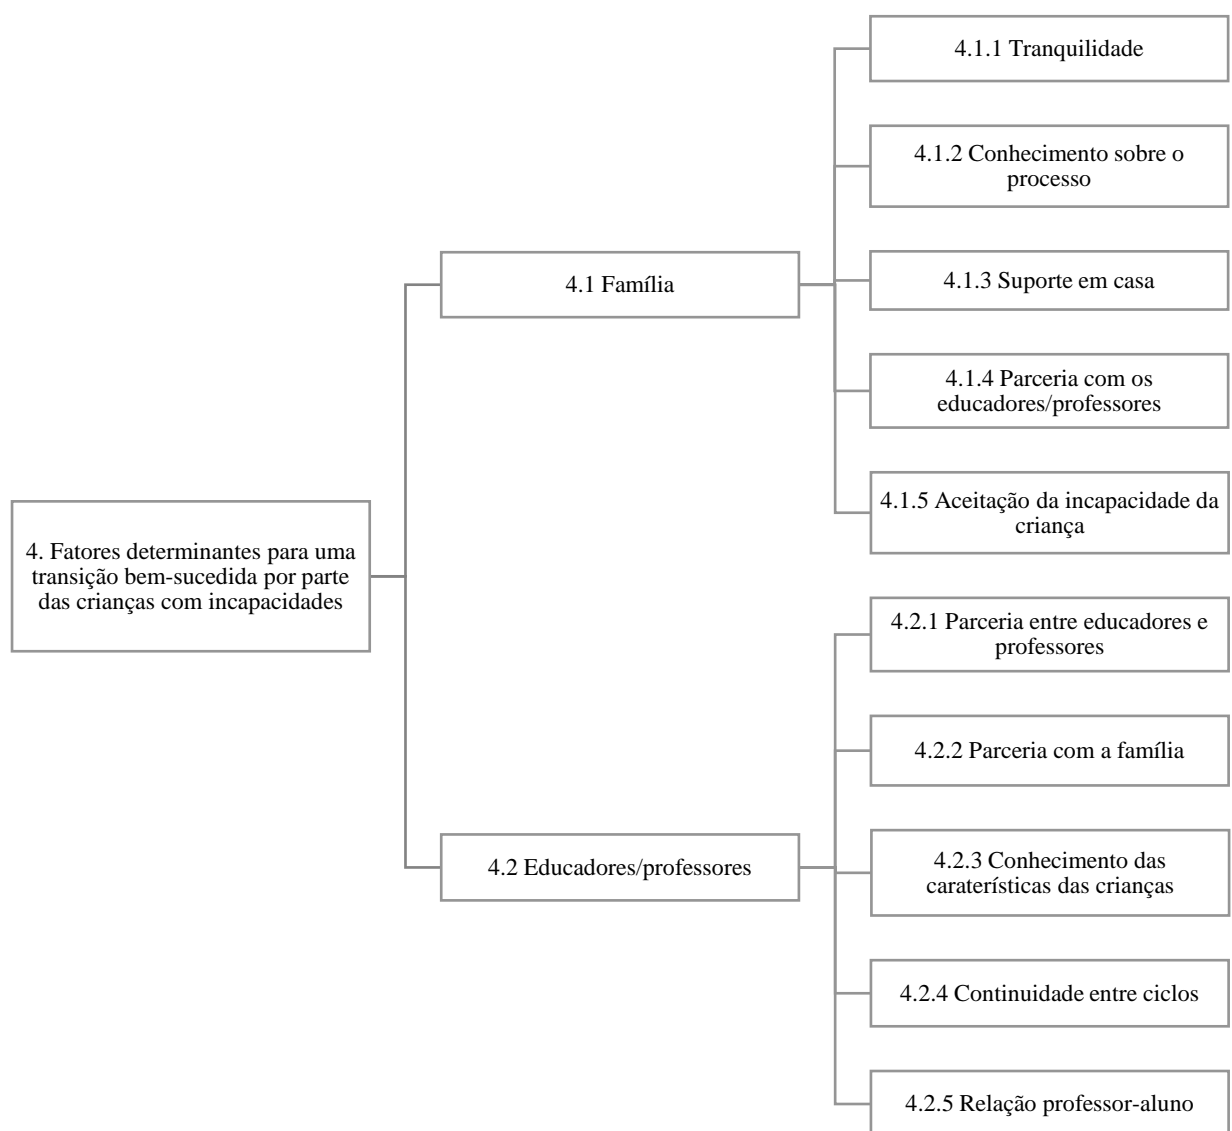 4. Fatores determinantes para uma
transição bem-sucedida por parte
das crianças com incapacidades
4.1 Família
4.1.1 Tranquilidade
4.1.2 Conhecimento sobre o
processo
4.1.3 Suporte em casa
4.1.4 Parceria com os
educadores/professores
4.1.5 Aceitação da incapacidade da
criança
4.2 Educadores/professores
4.2.1 Parceria entre educadores e
professores
4.2.2 Parceria com a família
4.2.3 Conhecimento das
caraterísticas das crianças
4.2.4 Continuidade entre ciclos
4.2.5 Relação professor-aluno